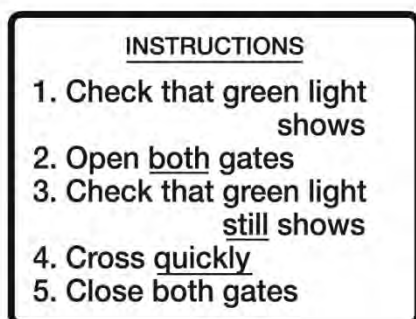 INSTRUCTIONS
1. Check that green light
shows
2. Open both gates
3. Check that green light
still shows
4. Cross quickly
5. Close both gates